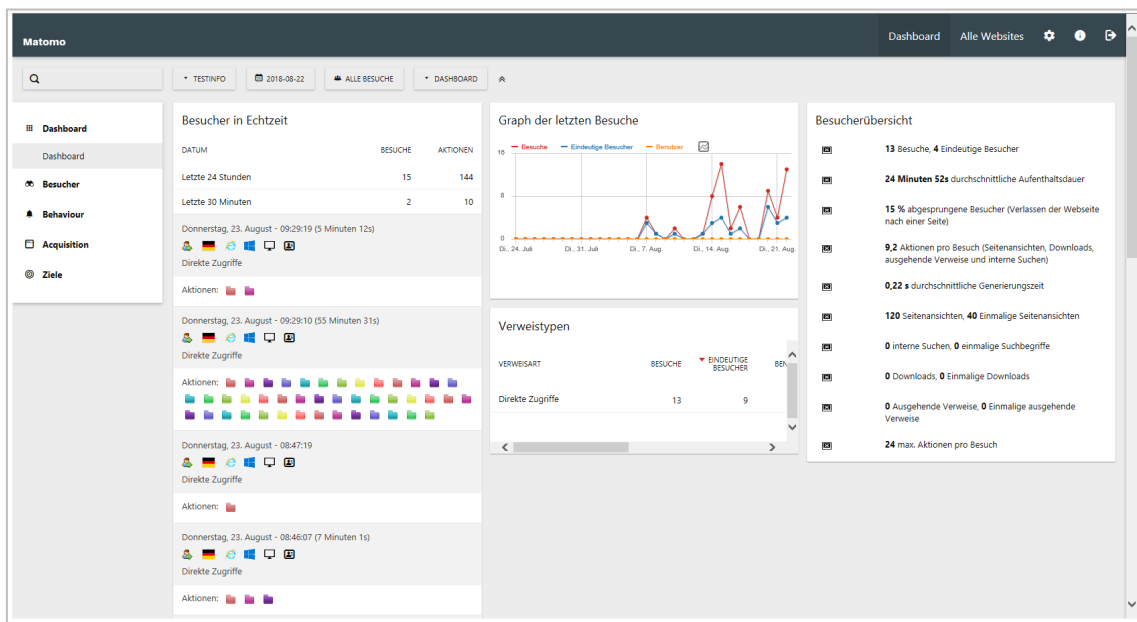 Matomo
Dashboard
Alle Websites
TESTINFO
2018-08-22
ALLE BESUCHE
DASHBOARD
Dashboard
Dashboard
Besucher
Behaviour
Acquisition
Ziele
Besucher in Echtzeit
DATUM BESUCHE AKTIONEN
Letzte 24 Stunden 15 144
Letzte 30 Minuten 2 10
Donnerstag, 23. August - 09:29:19 (5 Minuten 12s)
Direkte Zugriffe
Aktionen:
Donnerstag, 23. August - 09:29:10 (55 Minuten 31s)
Direkte Zugriffe
Aktionen:
Donnerstag, 23. August - 08:47:19
Direkte Zugriffe
Aktionen:
Donnerstag, 23. August - 08:46:07 (7 Minuten 1s)
Direkte Zugriffe
Aktionen:
Graph der letzten Besuche
Besuche Eindeutige Besucher Benutzer
16
8
0
Di., 24. Juli Di., 31. Juli Di., 7. Aug. Di., 14. Aug. Di., 21. Aug.
Verweistypen
VERWEISART BESUCHE EINDEUTIGE BEN
BESUCHER
Direkte Zugriffe 13 9
Besucherübersicht
13 Besuche, 4 Eindeutige Besucher
24 Minuten 52s durchschnittliche Aufenthaltsdauer
15 % abgesprungene Besucher (Verlassen der Webseite
nach einer Seite)
9,2 Aktionen pro Besuch (Seitenansichten, Downloads,
ausgehende Verweise und interne Suchen)
0,22 s durchschnittliche Generierungszeit
120 Seitenansichten, 40 Einmalige Seitenansichten
0 interne Suchen, 0 einmalige Suchbegriffe
0 Downloads, 0 Einmalige Downloads
0 Ausgehende Verweise, 0 Einmalige ausgehende
Verweise
24 max. Aktionen pro Besuch